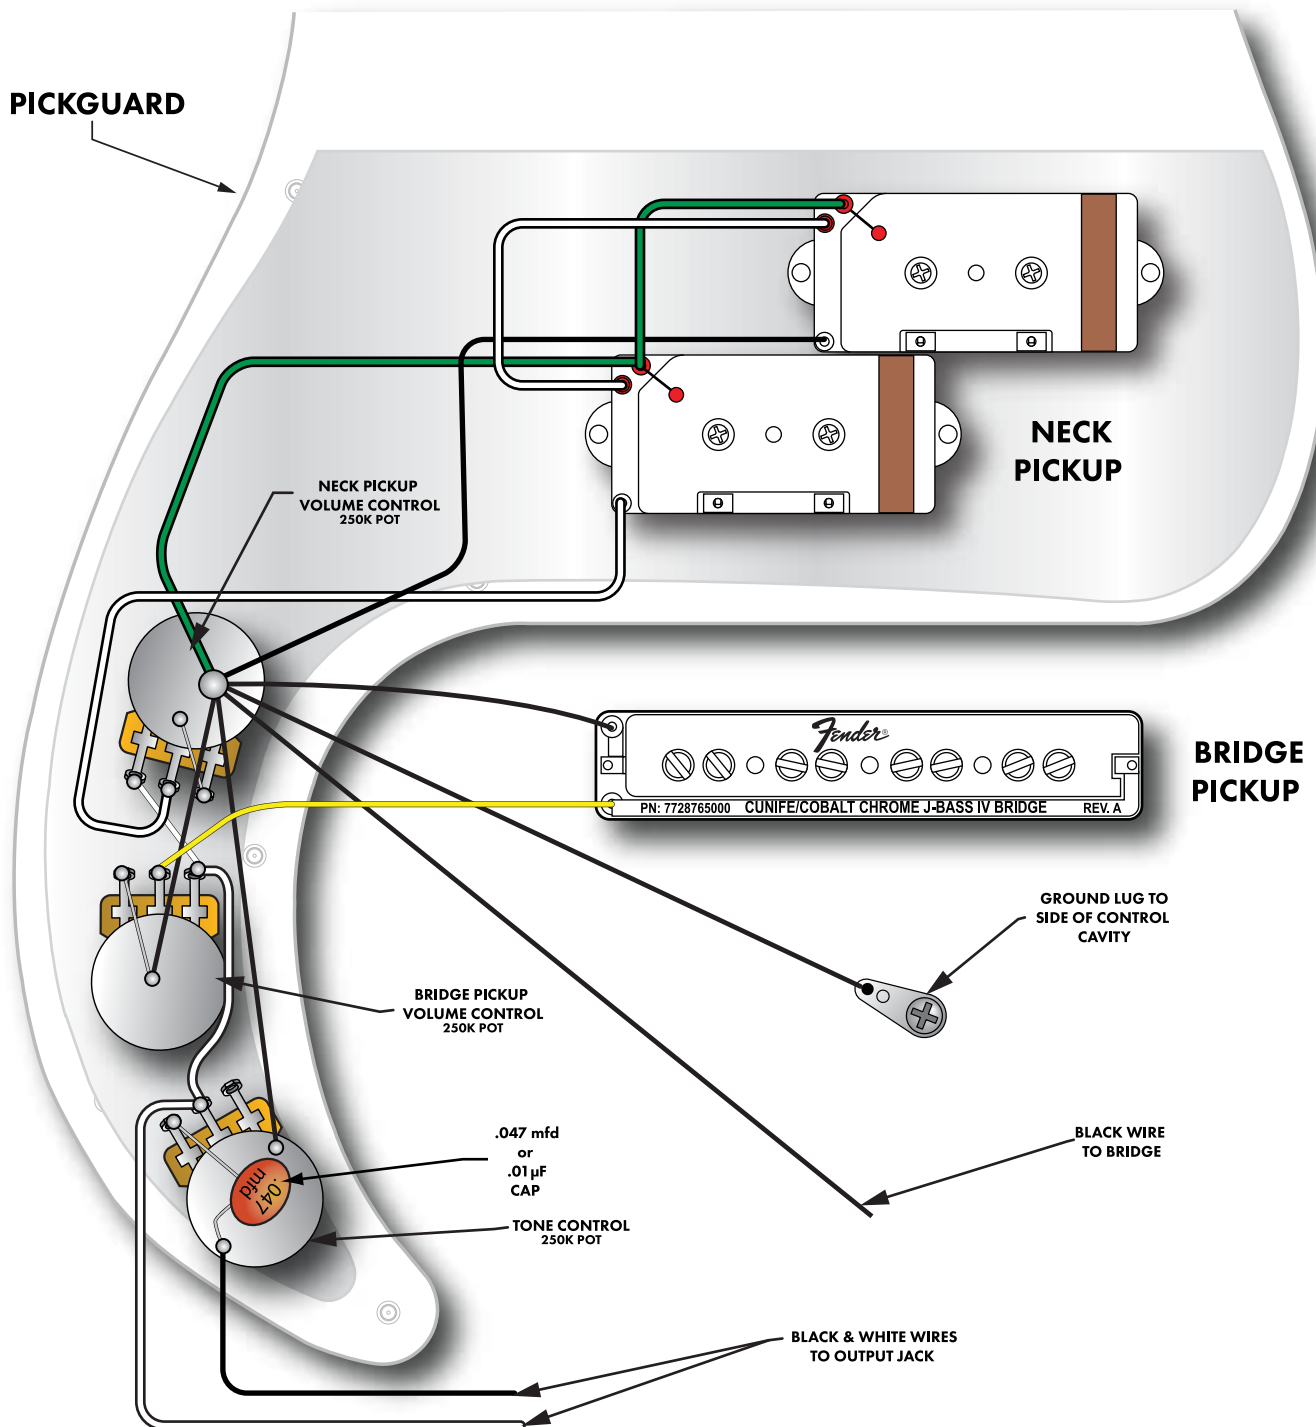 PICKGUARD
NECK
PICKUP
NECK PICKUP
VOLUME CONTROL
250K POT
Fender®
PN: 7728765000 CUNIFE/COBALT CHROME J-BASS IV BRIDGE REV. A
BRIDGE
PICKUP
GROUND LUG TO
SIDE OF CONTROL
CAVITY
BRIDGE PICKUP
VOLUME CONTROL
250K POT
.047 mfd
or
.01µF
CAP
.047
mfd
BLACK WIRE
TO BRIDGE
TONE CONTROL
250K POT
BLACK & WHITE WIRES
TO OUTPUT JACK